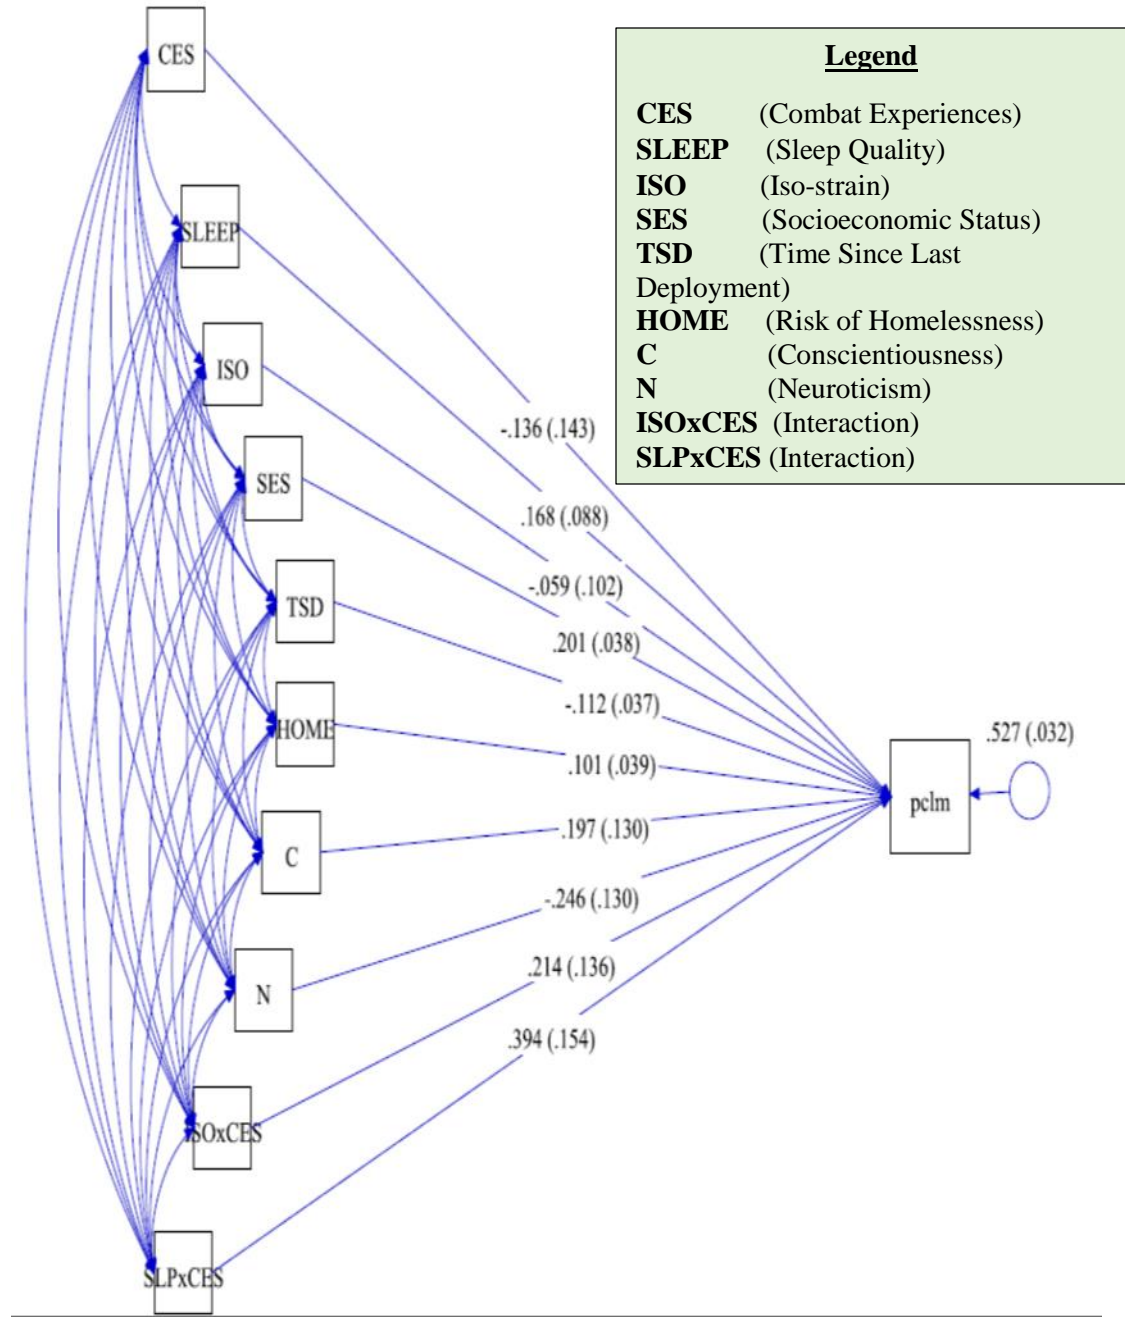 CES
SLEEP
ISO
SES
TSD
HOME
C
N
ISOxCES
SLPxCES
-.136 (.143)
.168 (.088)
-.059 (.102)
.201 (.038)
-.112 (.037)
.101 (.039)
.197 (.130)
-.246 (.130)
.214 (.136)
.394 (.154)
pclm
.527 (.032)
Legend
CES (Combat Experiences)
SLEEP (Sleep Quality)
ISO (Iso-strain)
SES (Socioeconomic Status)
TSD (Time Since Last
Deployment)
HOME (Risk of Homelessness)
C (Conscientiousness)
N (Neuroticism)
ISOxCES (Interaction)
SLPxCES (Interaction)